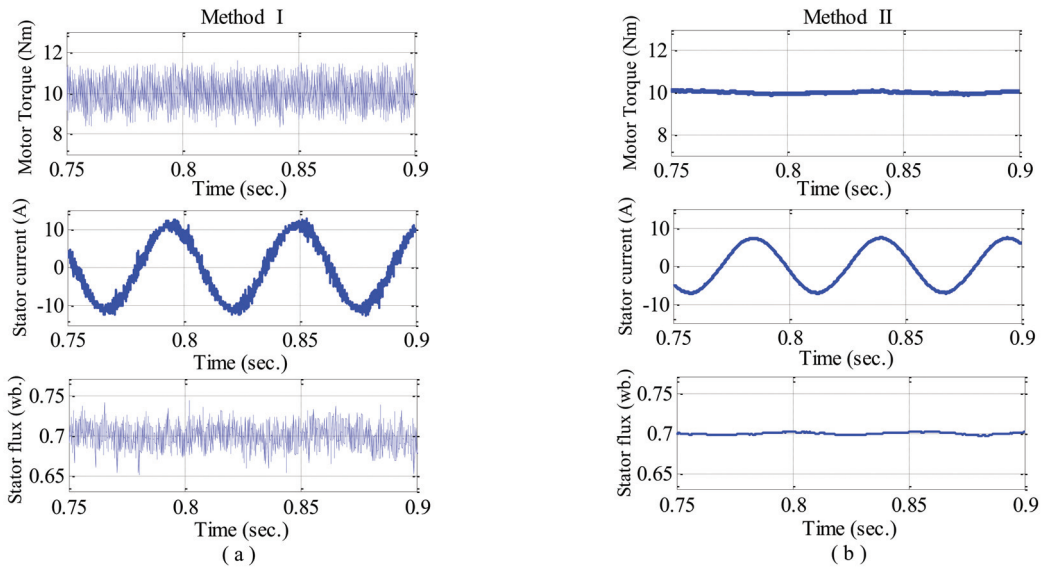 Method I
Motor Torque (Nm)
12
10
8
0.75
0.8
0.85
0.9
Time (sec.)
Stator current (A)
10
0
-10
0.75
0.8
0.85
0.9
Time (sec.)
Stator flux (wb.)
0.75
0.7
0.65
0.75
0.8
0.85
0.9
Time (sec.)
( a )
Method II
Motor Torque (Nm)
12
10
8
0.75
0.8
0.85
0.9
Time (sec.)
Stator current (A)
10
0
-10
0.75
0.8
0.85
0.9
Time (sec.)
Stator flux (wb.)
0.75
0.7
0.65
0.75
0.8
0.85
0.9
Time (sec.)
( b )